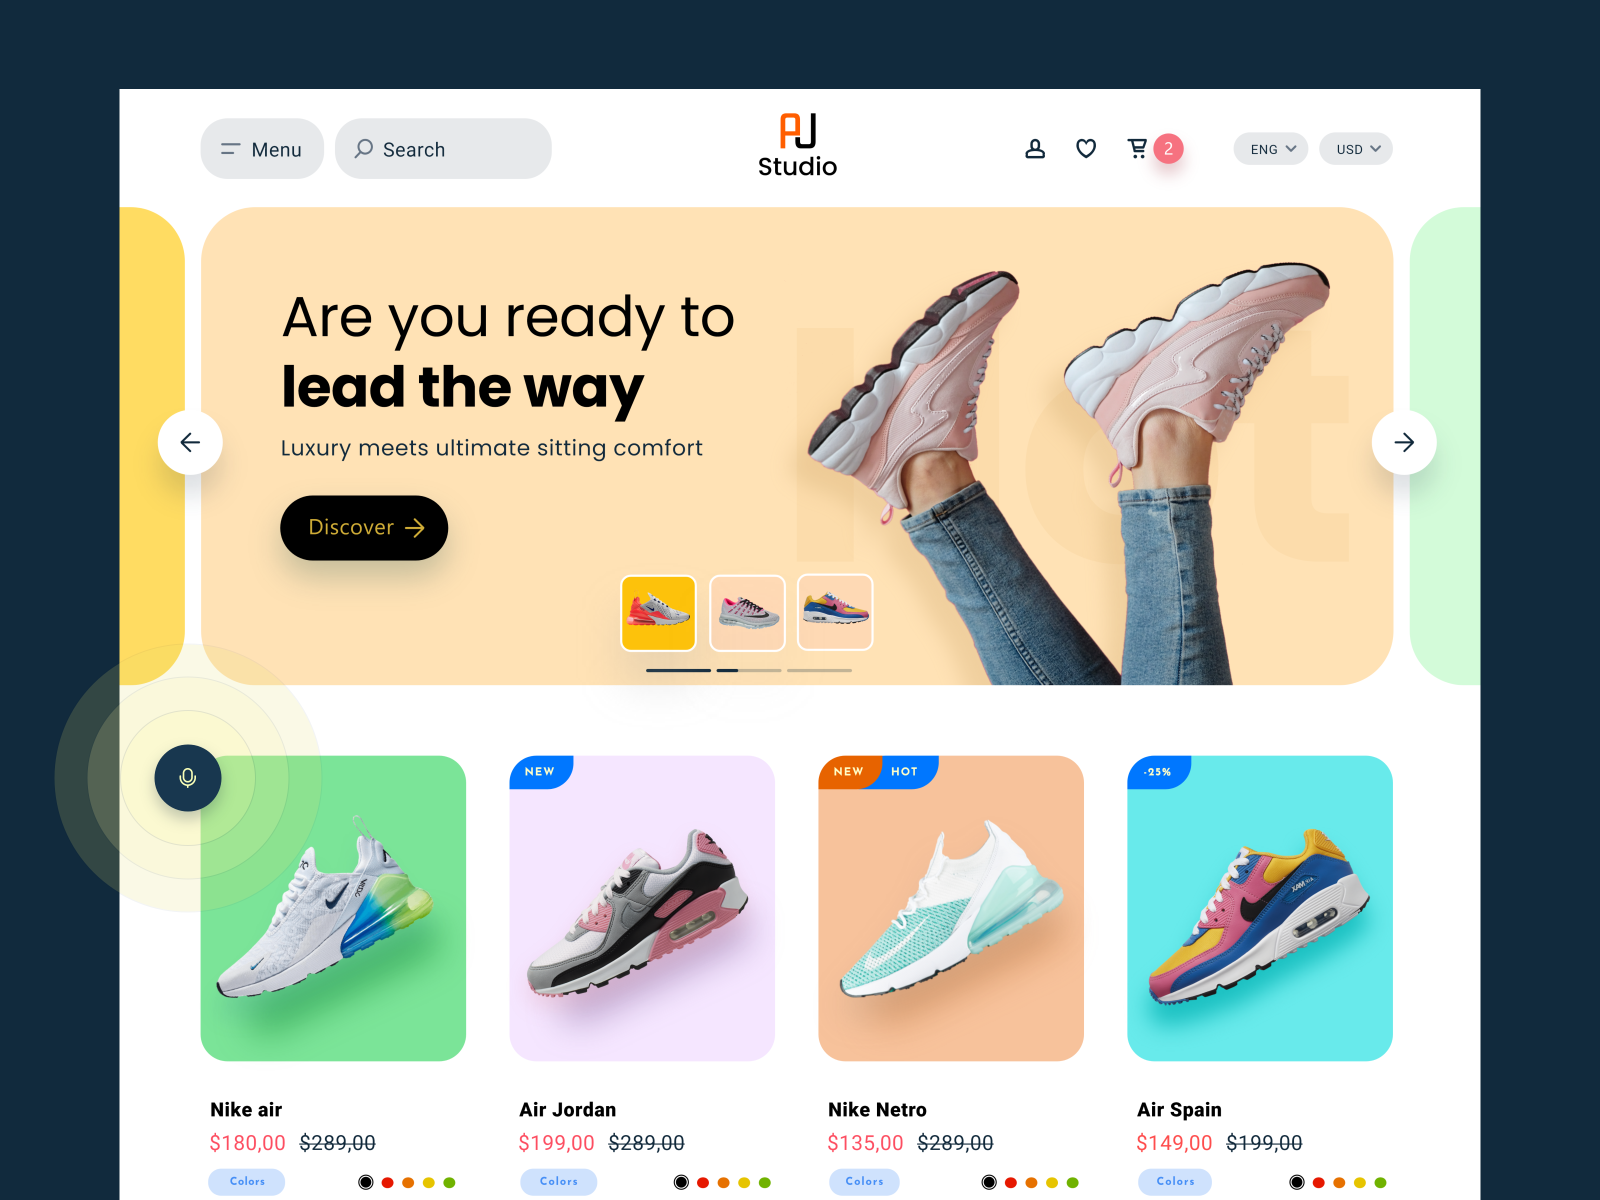 Menu
Search
AJ
Studio
2
ENG
USD
Hot
Are you ready to
lead the way
Luxury meets ultimate sitting comfort
Discover
NEW
NEW HOT
-25%
Nike air
Air Jordan
Nike Netro
Air Spain
$180,00 $289,00
$199,00 $289,00
$135,00 $289,00
$149,00 $199,00
Colors
Colors
Colors
Colors